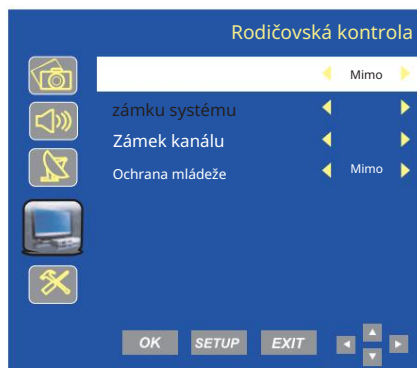 Rodičovská kontrola
Mimo
zámku systému
Zámek kanálu
Ochrana mládeže Mimo
OK SETUP EXIT